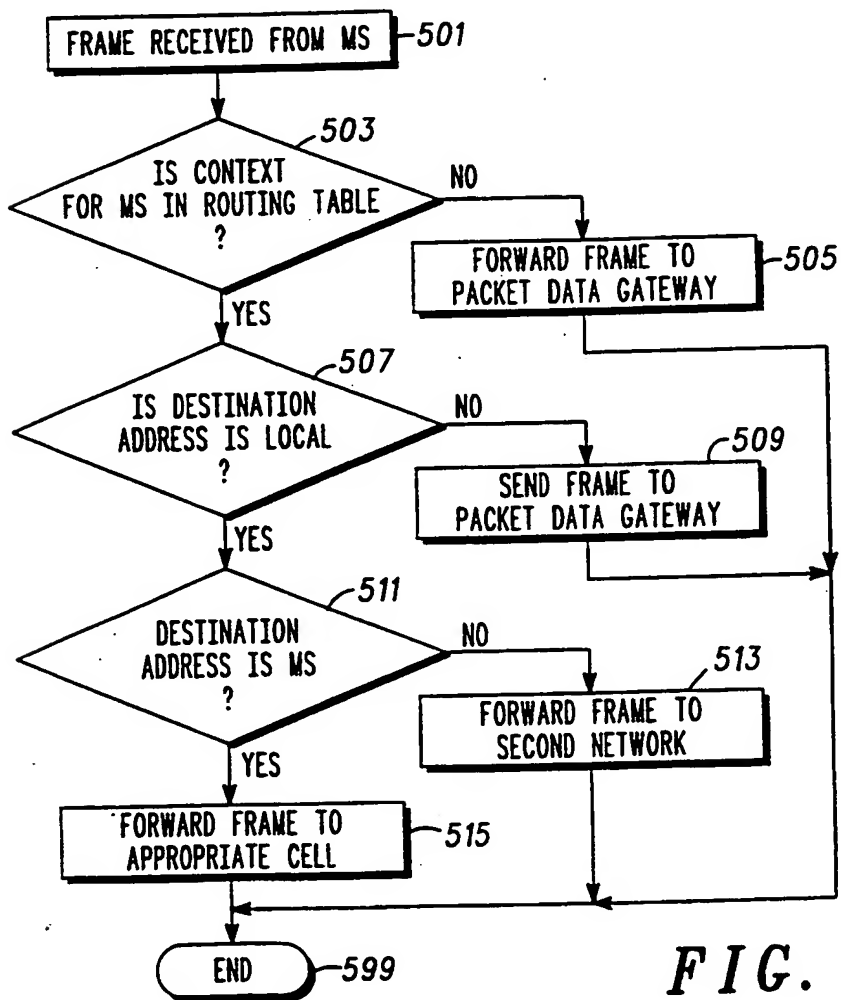 FRAME RECEIVED FROM MS
501
503
IS CONTEXT
FOR MS IN ROUTING TABLE
?
NO
FORWARD FRAME TO
PACKET DATA GATEWAY
505
YES
507
IS DESTINATION
ADDRESS IS LOCAL
?
NO
509
SEND FRAME TO
PACKET DATA GATEWAY
YES
511
DESTINATION
ADDRESS IS MS
?
NO
513
FORWARD FRAME TO
SECOND NETWORK
YES
FORWARD FRAME TO
APPROPRIATE CELL
515
END
599
FIG.